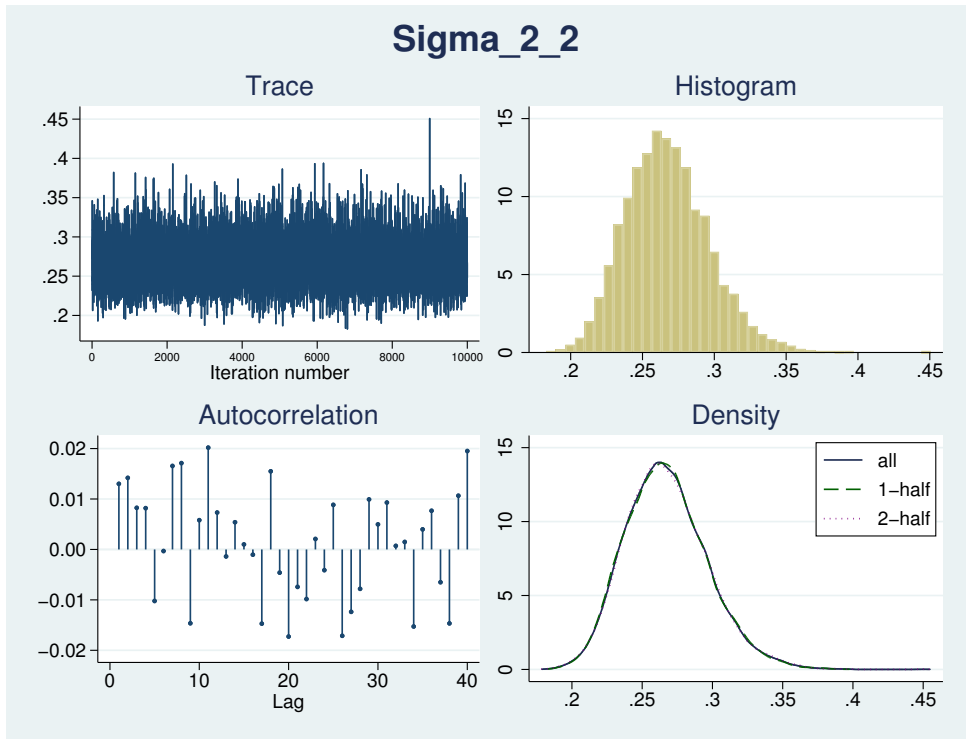 Sigma_2_2
Trace
.45
.4
.35
.3
.25
.2
0 2000 4000 6000 8000 10000
Iteration number
Histogram
15
10
5
0
.2 .25 .3 .35 .4 .45
Autocorrelation
0.02
0.01
0.00
−0.01
−0.02
0 10 20 30 40
Lag
Density
15
10
5
0
.2 .25 .3 .35 .4 .45
all
1−half
2−half